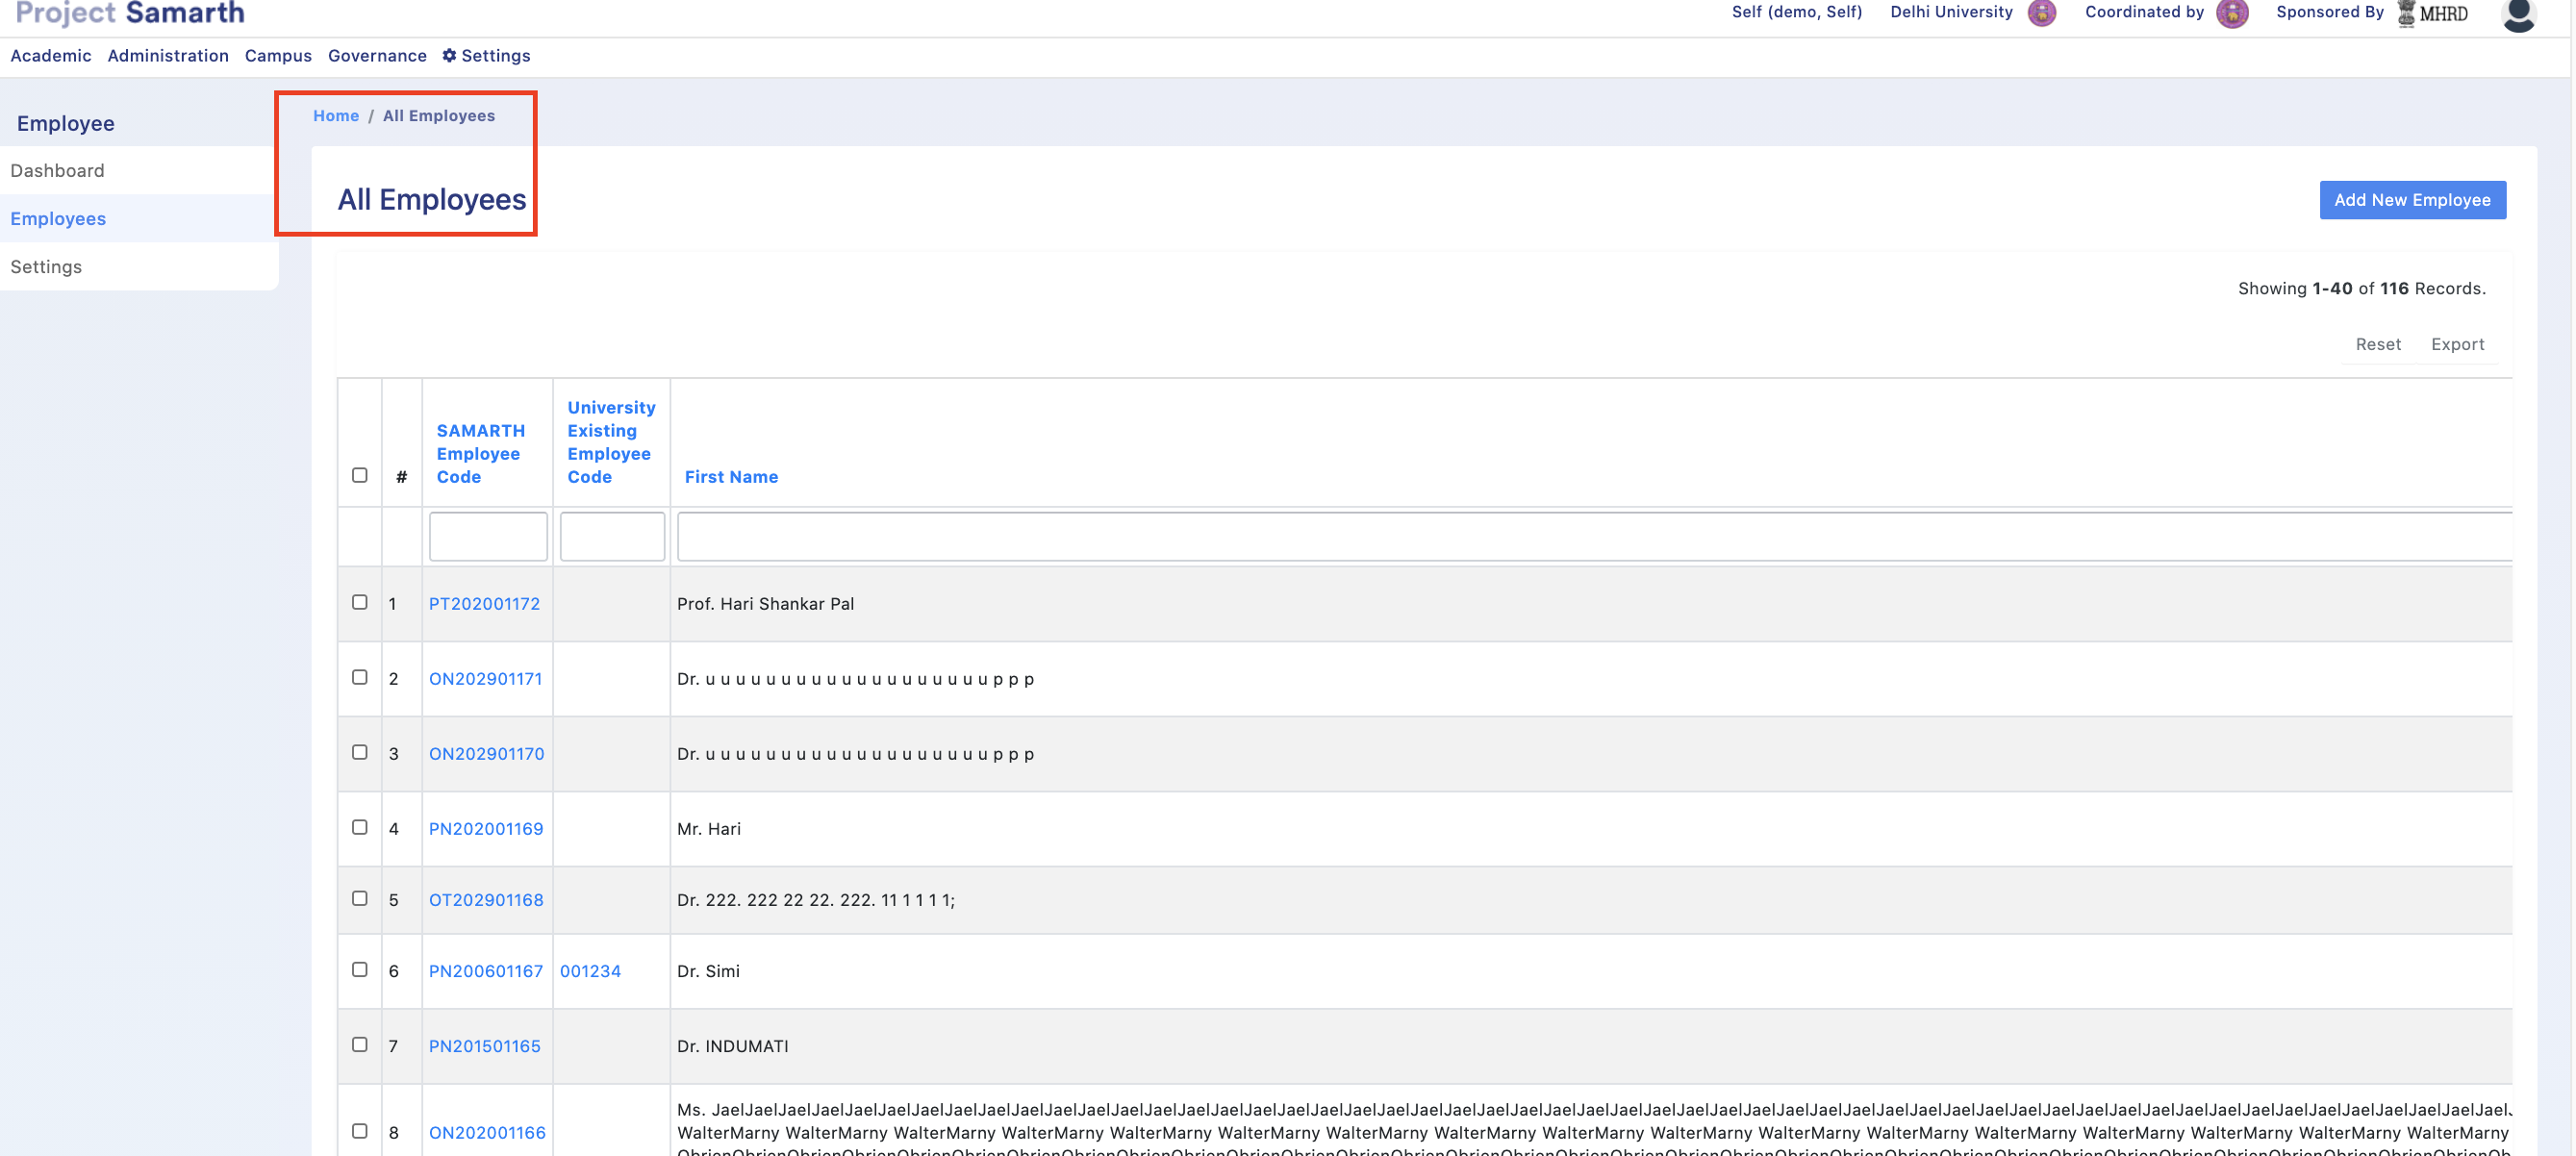 Project Samarth
Self (demo, Self) Delhi University Coordinated by Sponsored By MHRD
Academic Administration Campus Governance Settings
Employee
Dashboard
Employees
Settings
Home / All Employees
All Employees
Add New Employee
Showing 1-40 of 116 Records.
Reset Export
# SAMARTH Employee Code University Existing Employee Code First Name
1 PT202001172 Prof. Hari Shankar Pal
2 ON202901171 Dr. u u u u u u u u u u u u u u u u u u u p p p
3 ON202901170 Dr. u u u u u u u u u u u u u u u u u u u p p p
4 PN202001169 Mr. Hari
5 OT202901168 Dr. 222. 222 22 22. 222. 11 1 1 1 1;
6 PN200601167 001234 Dr. Simi
7 PN201501165 Dr. INDUMATI
8 ON202001166 Ms.
WalterMarny WalterMarny WalterMarny WalterMarny WalterMarny WalterMarny WalterMarny WalterMarny WalterMarny WalterMarny WalterMarny WalterMarny WalterMarny WalterMarny WalterMarny WalterMarny WalterMarny